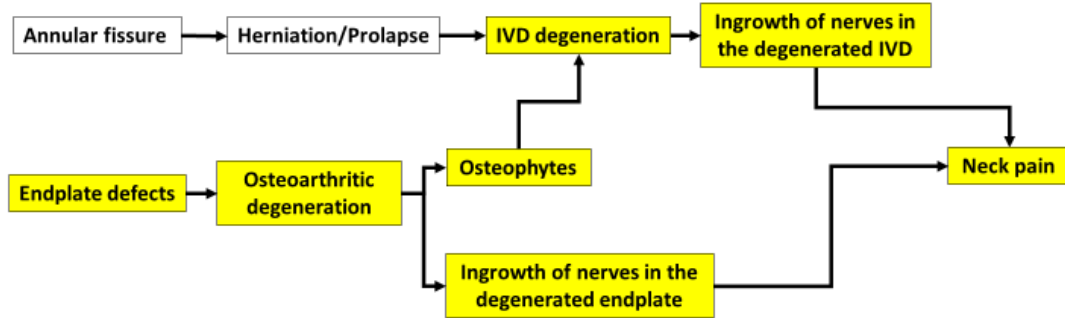 Annular fissure
Herniation/Prolapse
IVD degeneration
Ingrowth of nerves in
the degenerated IVD
Endplate defects
Osteoarthritic
degeneration
Osteophytes
Neck pain
Ingrowth of nerves in the
degenerated endplate